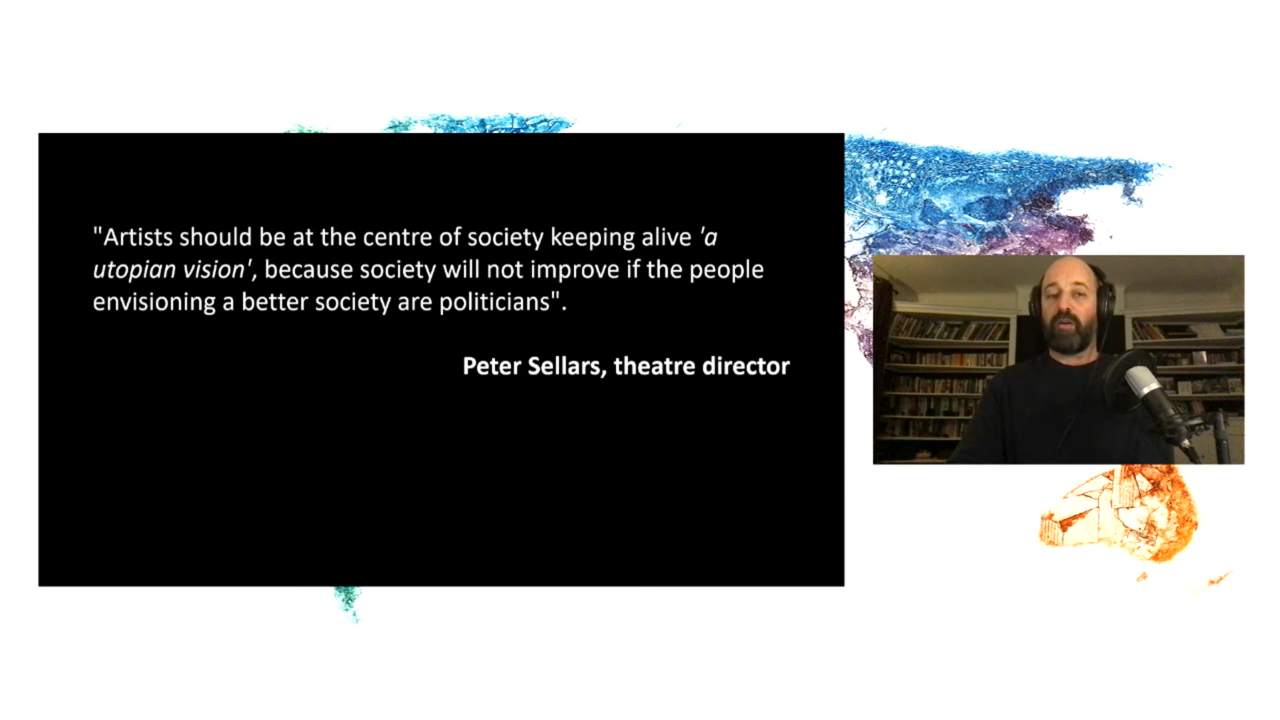 "Artists should be at the centre of society keeping alive 'a
utopian vision', because society will not improve if the people
envisioning a better society are politicians".
Peter Sellars, theatre director